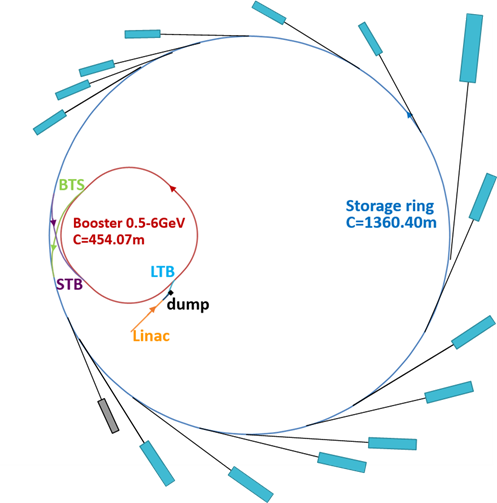 BTS
Booster 0.5-6GeV
C=454.07m
Storage ring
C=1360.40m
LTB
STB
dump
Linac